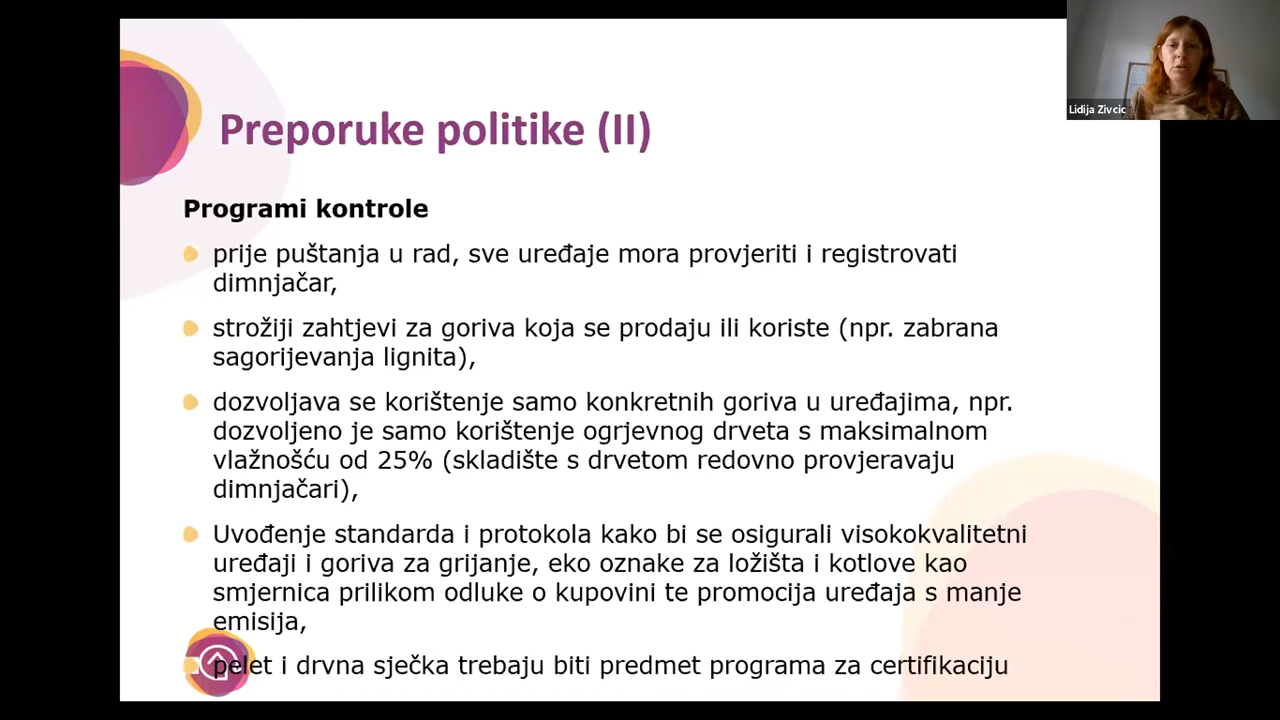 Lidija Zivcic
Preporuke politike (II)
Programi kontrole
prije puštanja u rad, sve uređaje mora provjeriti i registrovati
dimnjačar,
strožiji zahtjevi za goriva koja se prodaju ili koriste (npr. zabrana
sagorijevanja lignita),
dozvoljava se korištenje samo konkretnih goriva u uređajima, npr.
dozvoljeno je samo korištenje ogrjevnog drveta s maksimalnom
vlažnošću od 25% (skladište s drvetom redovno provjeravaju
dimnjačari),
Uvođenje standarda i protokola kako bi se osigurali visokokvalitetni
uređaji i goriva za grijanje, eko oznake za ložišta i kotlove kao
smjernica prilikom odluke o kupovini te promocija uređaja s manje
emisija,
pelet i drvna sječka trebaju biti predmet programa za certifikaciju